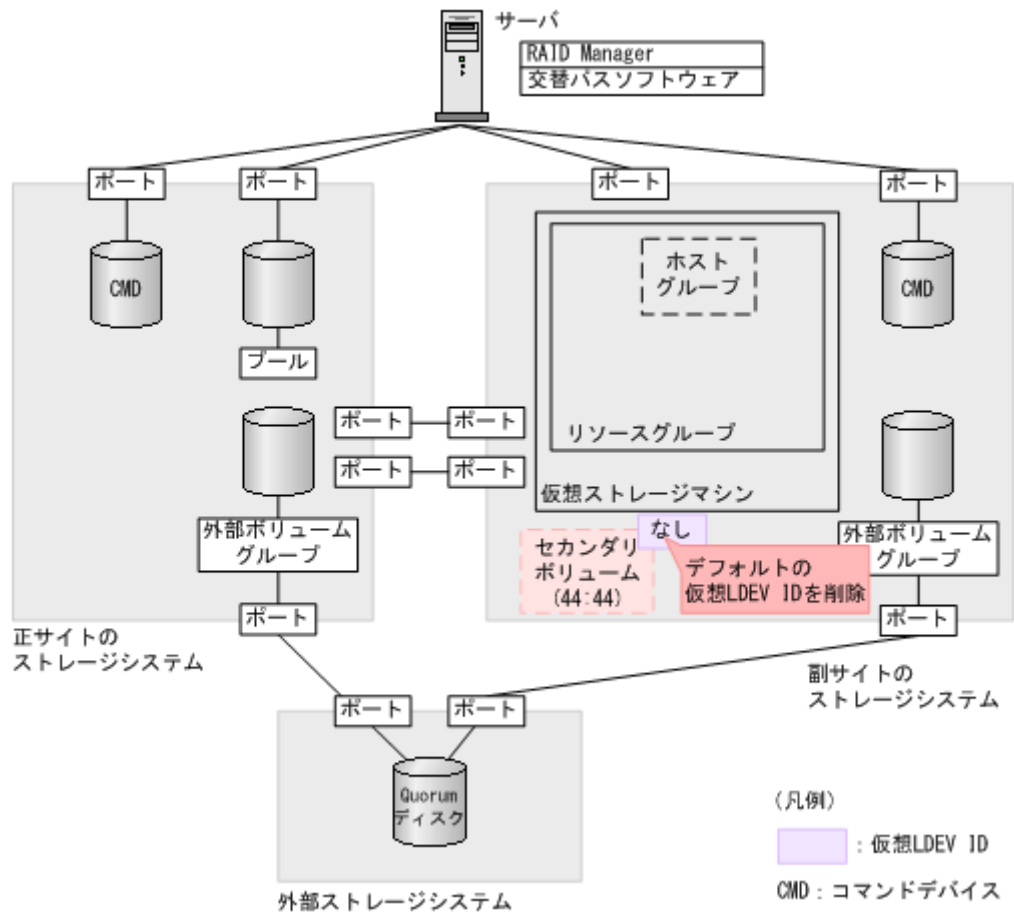 サーバ
RAID Manager
交替パスソフトウェア
ポート
ポート
ポート
ポート
CMD
ホスト
グループ
CMD
プール
ポート
ポート
リソースグループ
ポート
ポート
仮想ストレージマシン
外部ボリューム
グループ
なし
外部ボリューム
グループ
セカンダリ
ボリューム
(44:44)
デフォルトの
仮想LDEV IDを削除
ポート
ポート
正サイトの
ストレージシステム
副サイトの
ストレージシステム
ポート
ポート
Quorum
ディスク
(凡例)
：仮想LDEV ID
CMD：コマンドデバイス
外部ストレージシステム